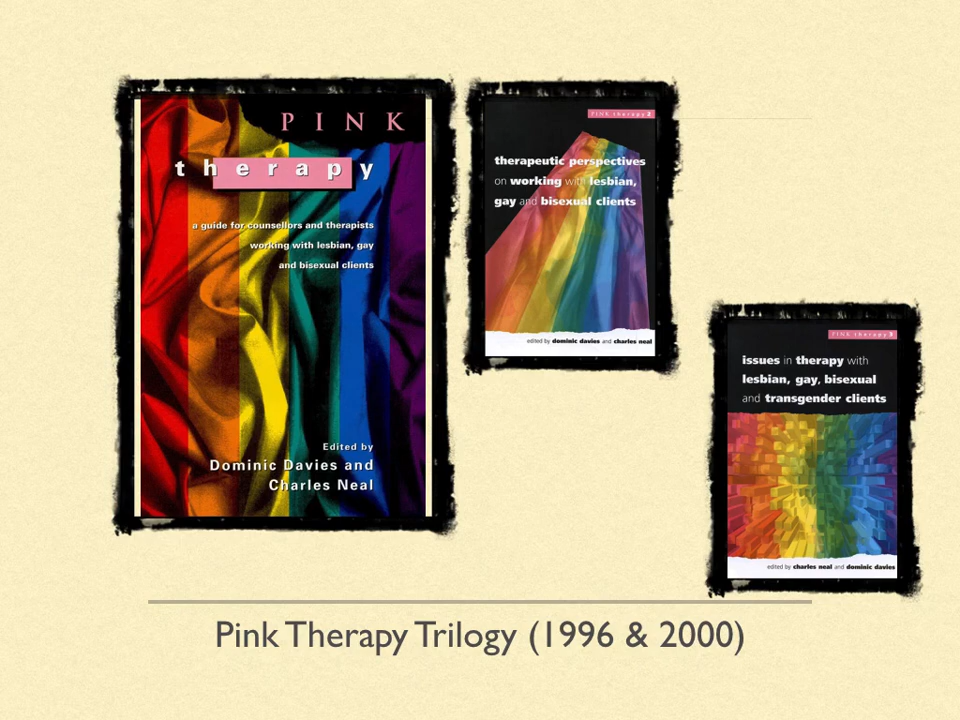 PINK
therapy
a guide for counsellors and therapists
working with lesbian, gay
and bisexual clients
Edited by
Dominic Davies and
Charles Neal
PINK therapy 2
therapeutic perspectives
on working with lesbian,
gay and bisexual clients
edited by dominic davies and charles neal
PINK therapy 3
issues in therapy with
lesbian, gay, bisexual
and transgender clients
edited by charles neal and dominic davies
Pink Therapy Trilogy (1996 & 2000)